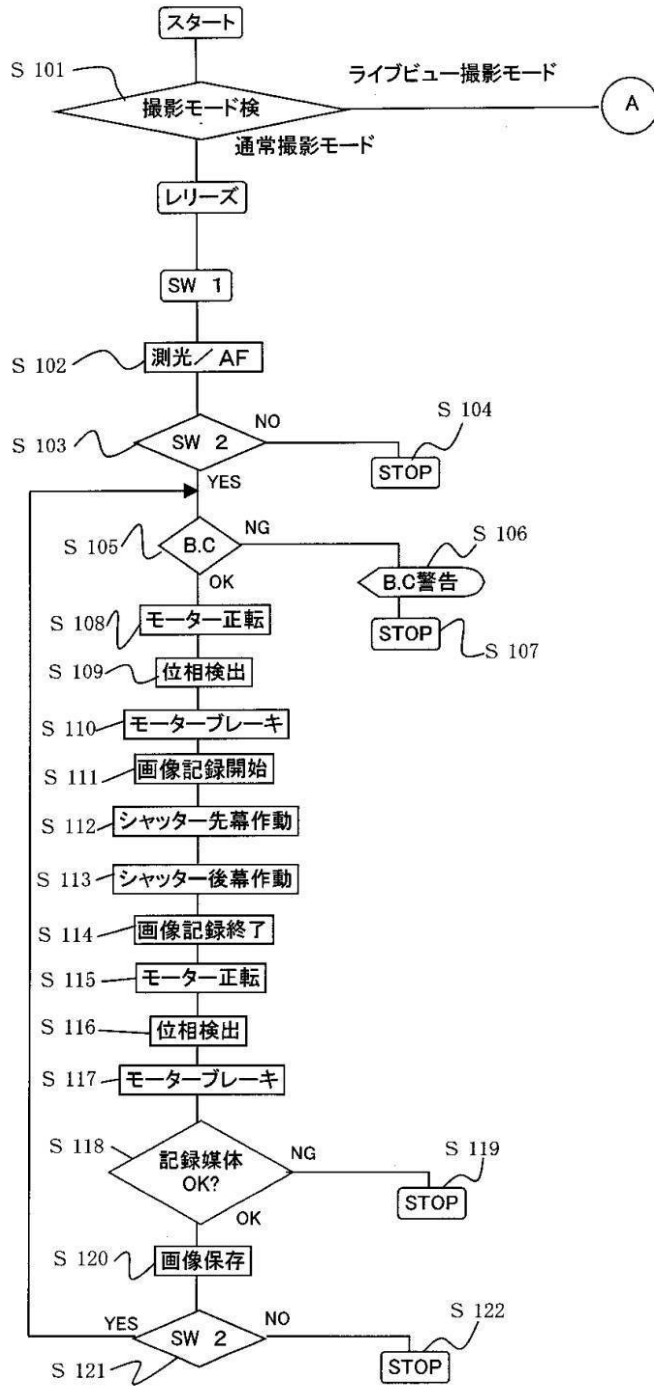 スタート
S 101
撮影モード検
ライブビュー撮影モード
A
通常撮影モード
レリーズ
SW 1
S 102
測光／AF
S 103
SW 2
NO
S 104
STOP
YES
S 105
B.C
NG
S 106
B.C警告
OK
STOP
S 107
S 108
モーター正転
S 109
位相検出
S 110
モーターブレーキ
S 111
画像記録開始
S 112
シャッター先幕作動
S 113
シャッター後幕作動
S 114
画像記録終了
S 115
モーター正転
S 116
位相検出
S 117
モーターブレーキ
S 118
記録媒体
OK?
NG
S 119
STOP
OK
S 120
画像保存
YES
SW 2
NO
S 122
STOP
S 121